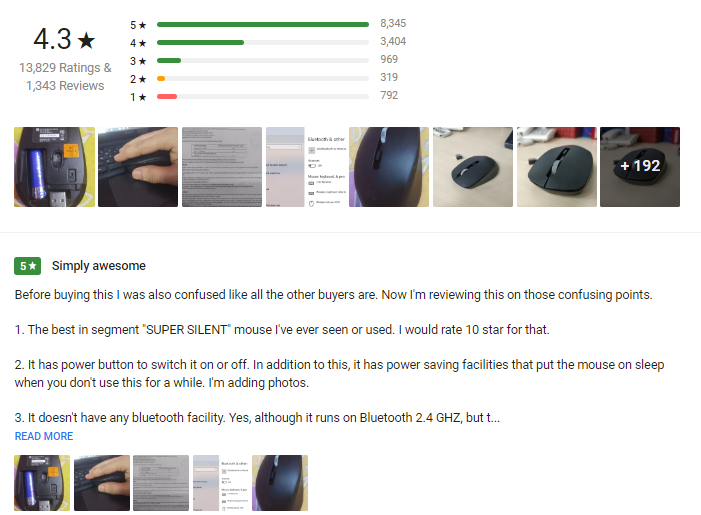 4.3 ★
13,829 Ratings &
1,343 Reviews
5 ★ 8,345
4 ★ 3,404
3 ★ 969
2 ★ 319
1 ★ 792
Bluetooth & other
Mouse keyboard & pen
+ 192
5 ★ Simply awesome
Before buying this I was also confused like all the other buyers are. Now I'm reviewing this on those confusing points.
1. The best in segment "SUPER SILENT" mouse I've ever seen or used. I would rate 10 star for that.
2. It has power button to switch it on or off. In addition to this, it has power saving facilities that put the mouse on sleep
when you don't use this for a while. I'm adding photos.
3. It doesn't have any bluetooth facility. Yes, although it runs on Bluetooth 2.4 GHZ, but t...
READ MORE